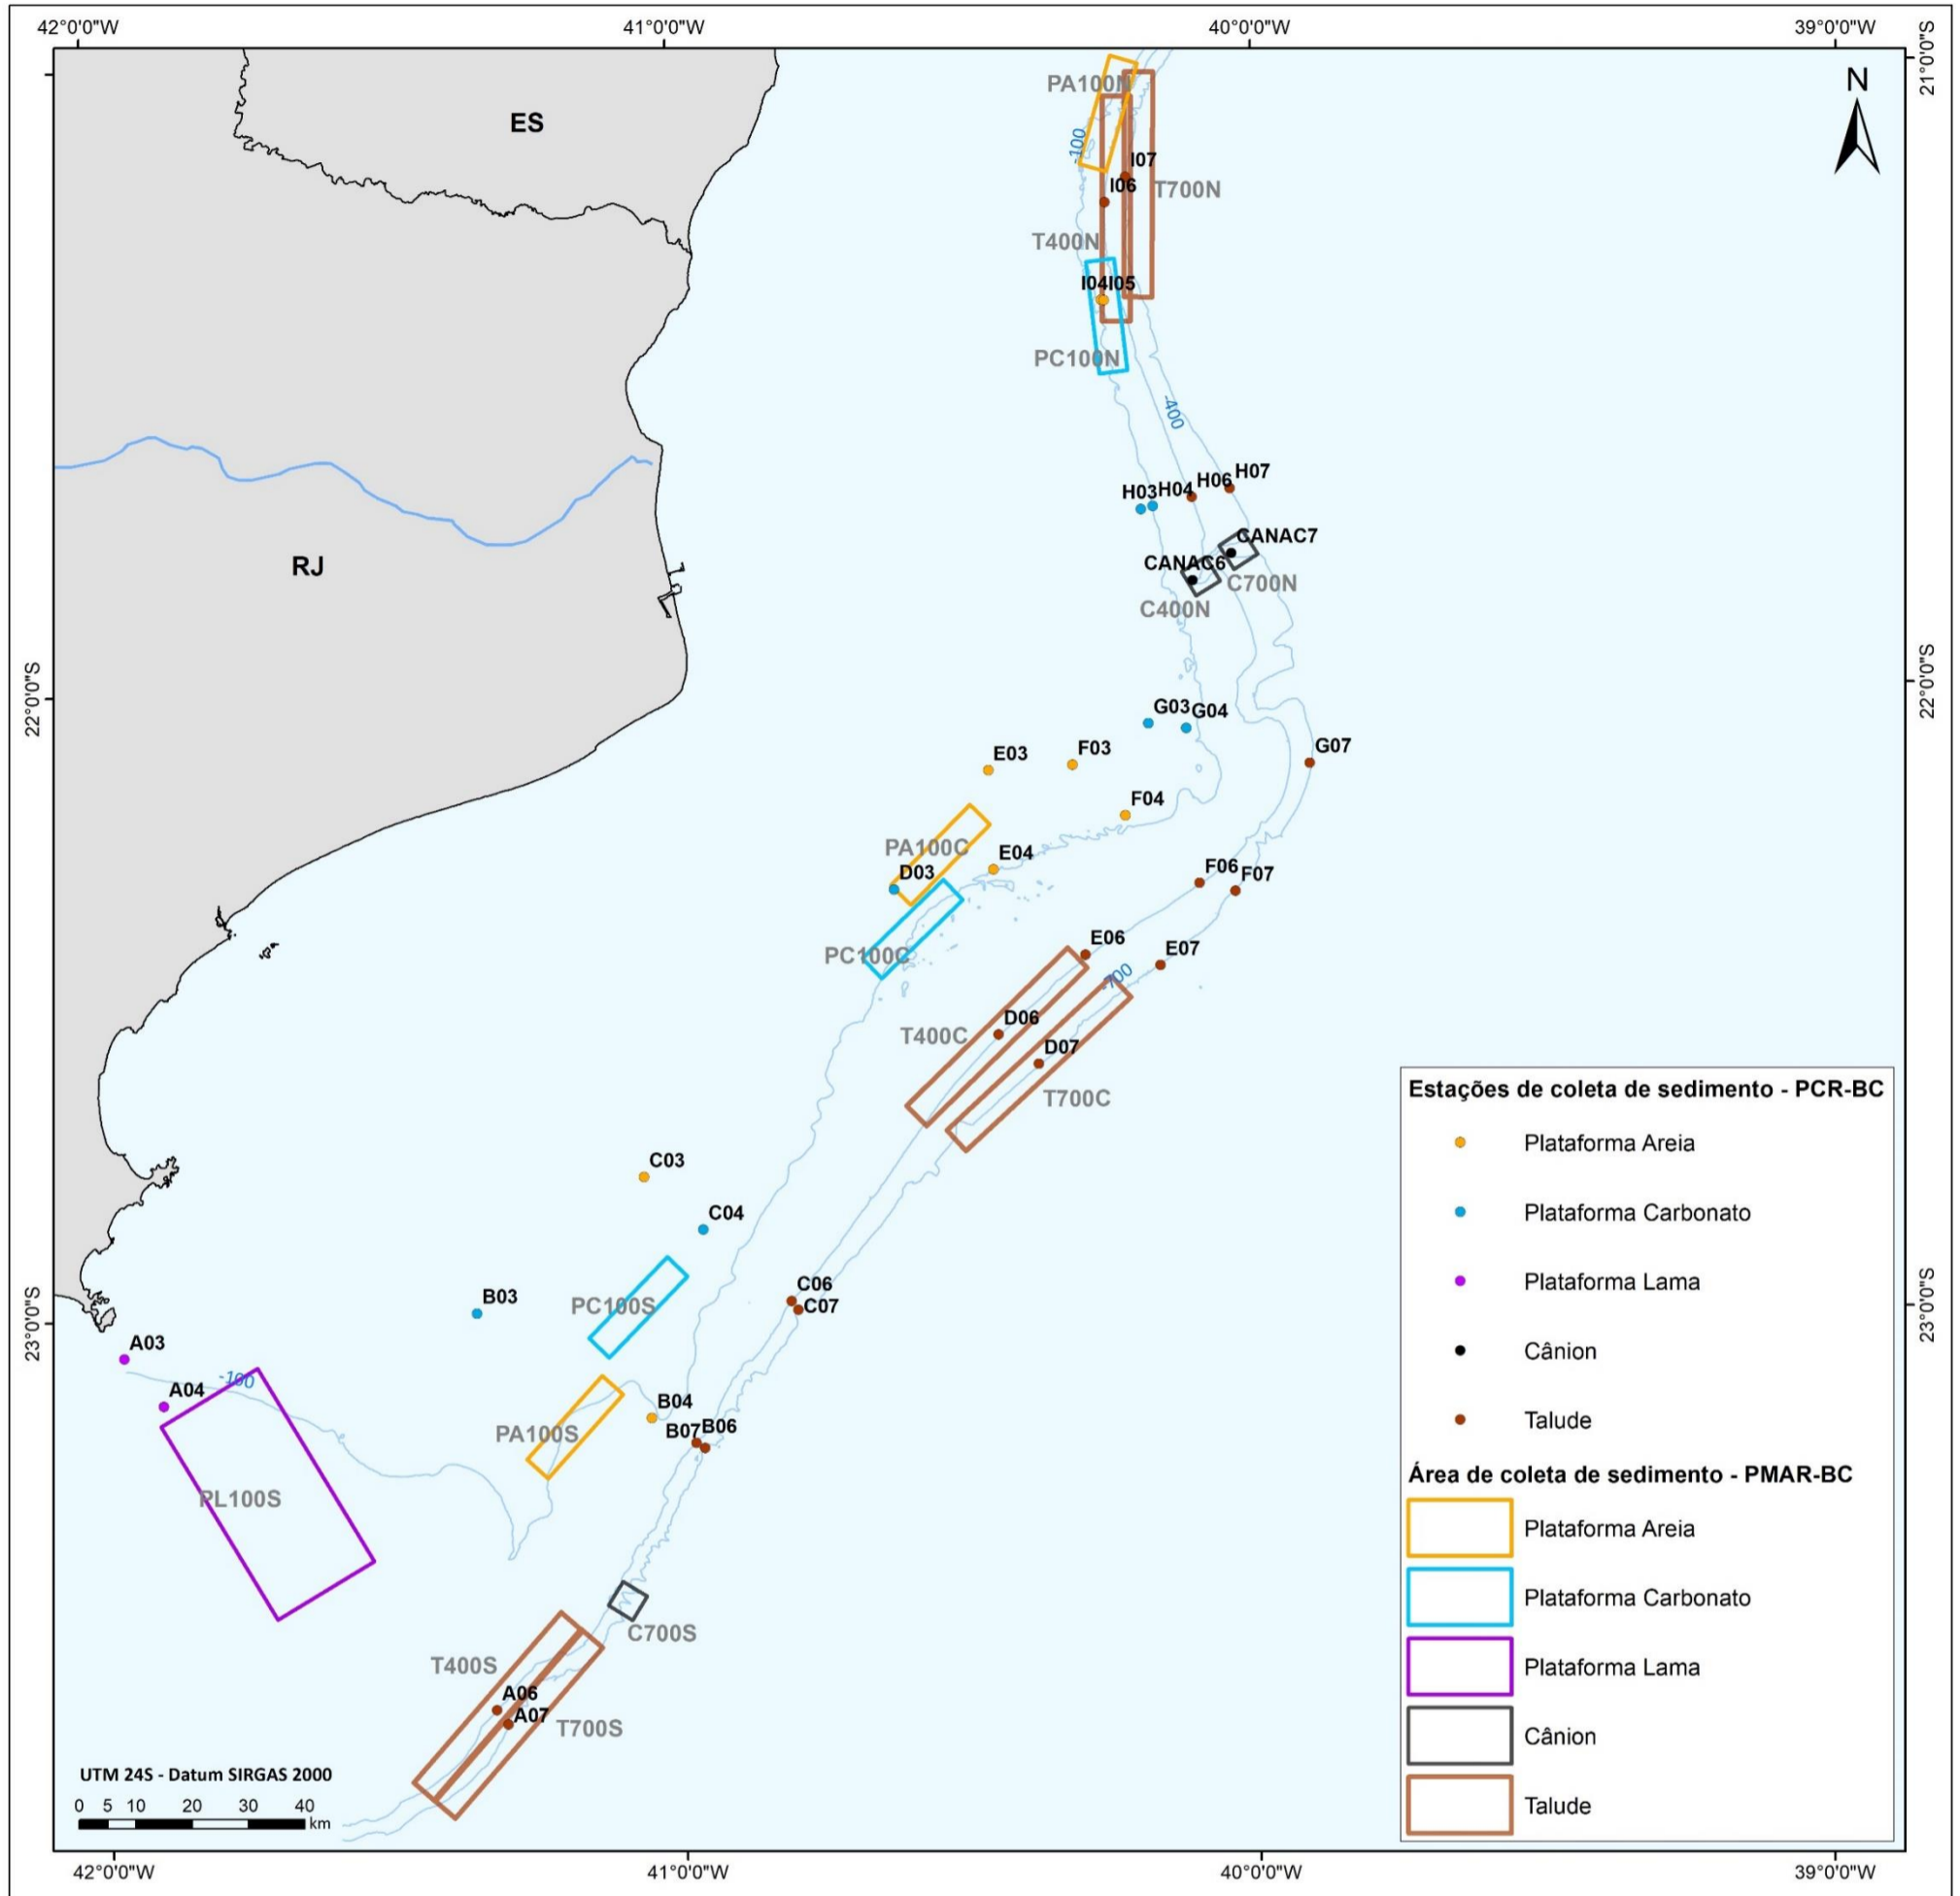 42°0'0"W 41°0'0"W 40°0'0"W 39°0'0"W
21°0'0"S
N
PA100N
ES
-100
I07
I06
T700N
T400N
I04I05
PC100N
-400
H07
H06
H03H04
CANAC7
RJ
CANAC6
C700N
C400N
22°0'0"S 22°0'0"S
G03G04
G07
F03
E03
F04
PA100C
E04
D03
F06 F07
E06
E07
PC100C
D06
T400C
D07
T700C
Estações de coleta de sedimento - PCR-BC
Plataforma Areia
C03
C04
Plataforma Carbonato
Plataforma Lama
C06
B03
PC100S
C07
23°0'0"S 23°0'0"S
A03
Cânion
-100
A04
B04
Talude
B07 B06
PA100S
Área de coleta de sedimento - PMAR-BC
PL100S
Plataforma Areia
Plataforma Carbonato
C700S
T400S
Plataforma Lama
A06
A07
T700S
Cânion
UTM 24S - Datum SIRGAS 2000
0 5 10 20 30 40
km
Talude
42°0'0"W 41°0'0"W 40°0'0"W 39°0'0"W